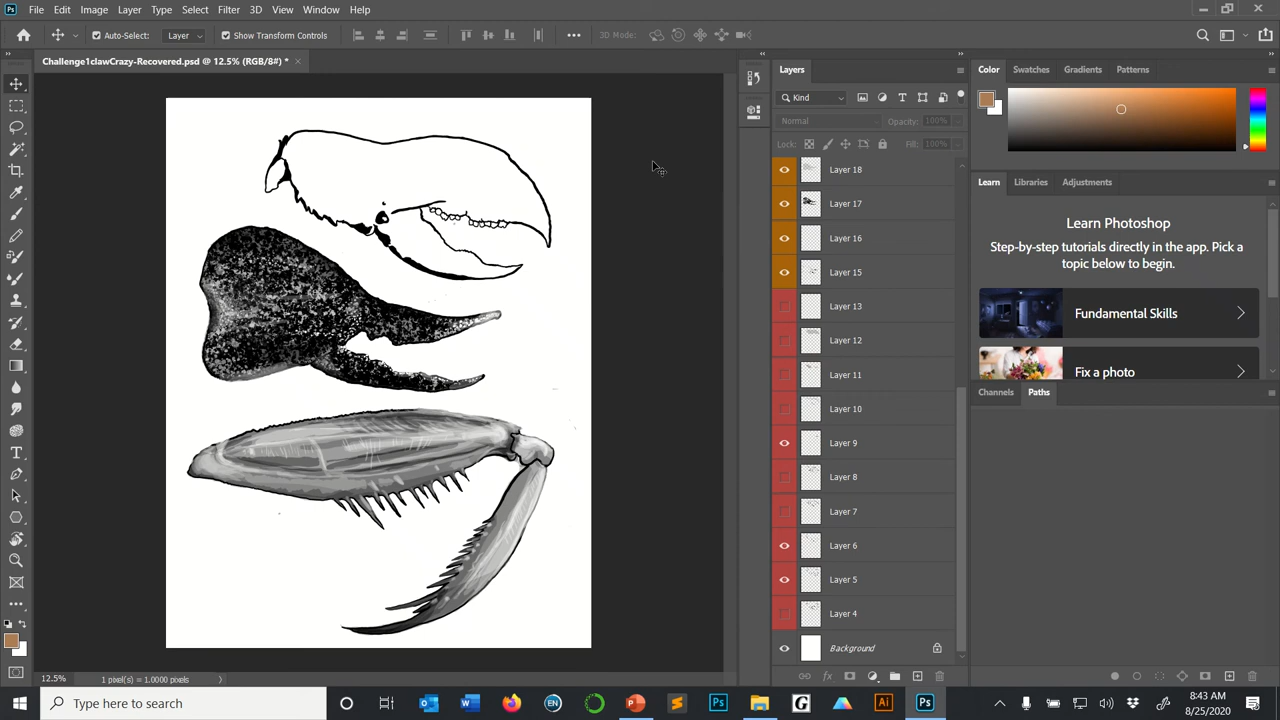 Ps File Edit Image Layer Type Select Filter 3D View Window Help
Auto-Select: Layer Show Transform Controls 3D Mode:
Challenge1clawCrazy-Recovered.psd @ 12.5% (RGB/8#) *
Layers
Kind
Normal Opacity: 100%
Lock: Fill: 100%
Layer 18
Layer 17
Layer 16
Layer 15
Layer 13
Layer 12
Layer 11
Layer 10
Layer 9
Layer 8
Layer 7
Layer 6
Layer 5
Layer 4
Background
Color Swatches Gradients Patterns
Learn Libraries Adjustments
Learn Photoshop
Step-by-step tutorials directly in the app. Pick a
topic below to begin.
Fundamental Skills
Fix a photo
Channels Paths
12.5% 1 pixel(s) = 1.0000 pixels
Type here to search
8:43 AM
8/25/2020